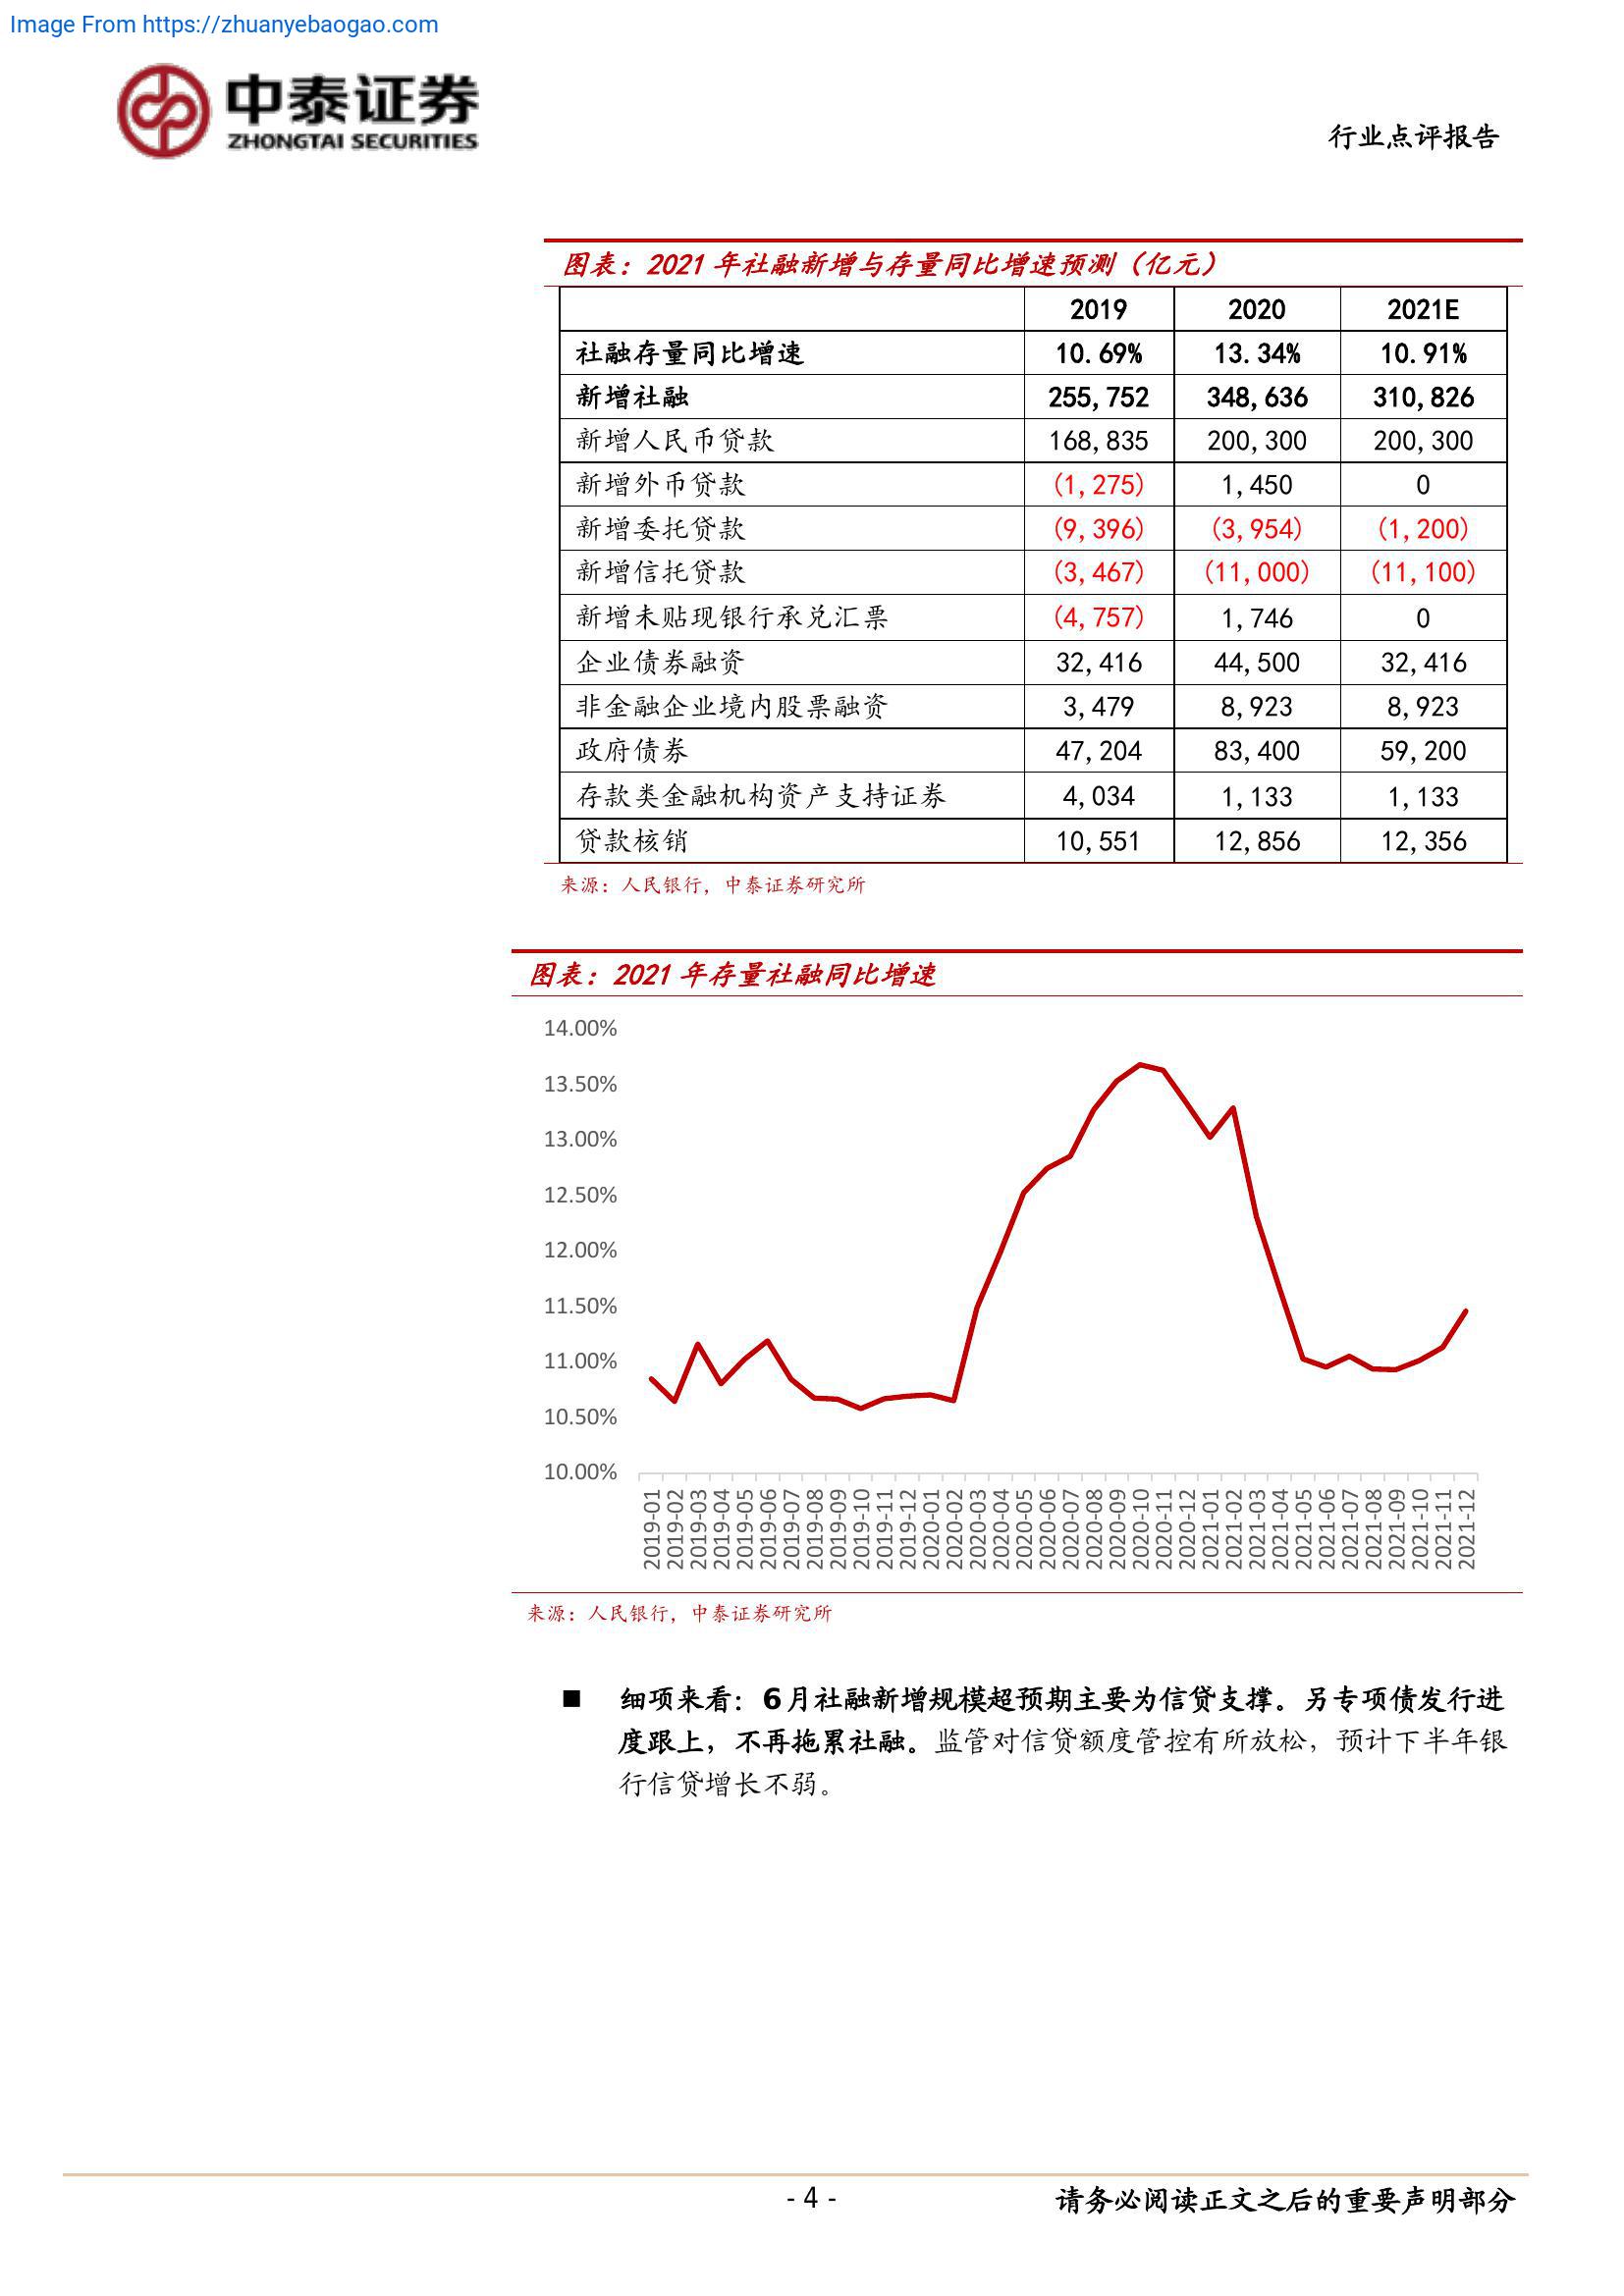 Image From https://zhuanyebaogao.com
中泰证券
ZHONGTAI SECURITIES
行业点评报告
图表：2021 年社融新增与存量同比增速预测（亿元）
2019 2020 2021E
社融存量同比增速 10.69% 13.34% 10.91%
新增社融 255,752 348,636 310,826
新增人民币贷款 168,835 200,300 200,300
新增外币贷款 (1,275) 1,450 0
新增委托贷款 (9,396) (3,954) (1,200)
新增信托贷款 (3,467) (11,000) (11,100)
新增未贴现银行承兑汇票 (4,757) 1,746 0
企业债券融资 32,416 44,500 32,416
非金融企业境内股票融资 3,479 8,923 8,923
政府债券 47,204 83,400 59,200
存款类金融机构资产支持证券 4,034 1,133 1,133
贷款核销 10,551 12,856 12,356
来源：人民银行，中泰证券研究所
图表：2021 年存量社融同比增速
14.00%
13.50%
13.00%
12.50%
12.00%
11.50%
11.00%
10.50%
10.00%
2019-01
2019-02
2019-03
2019-04
2019-05
2019-06
2019-07
2019-08
2019-09
2019-10
2019-11
2019-12
2020-01
2020-02
2020-03
2020-04
2020-05
2020-06
2020-07
2020-08
2020-09
2020-10
2020-11
2020-12
2021-01
2021-02
2021-03
2021-04
2021-05
2021-06
2021-07
2021-08
2021-09
2021-10
2021-11
2021-12
来源：人民银行，中泰证券研究所
■ 细项来看：6月社融新增规模超预期主要为信贷支撑。另专项债发行进
度跟上，不再拖累社融。监管对信贷额度管控有所放松，预计下半年银
行信贷增长不弱。
- 4 -
请务必阅读正文之后的重要声明部分